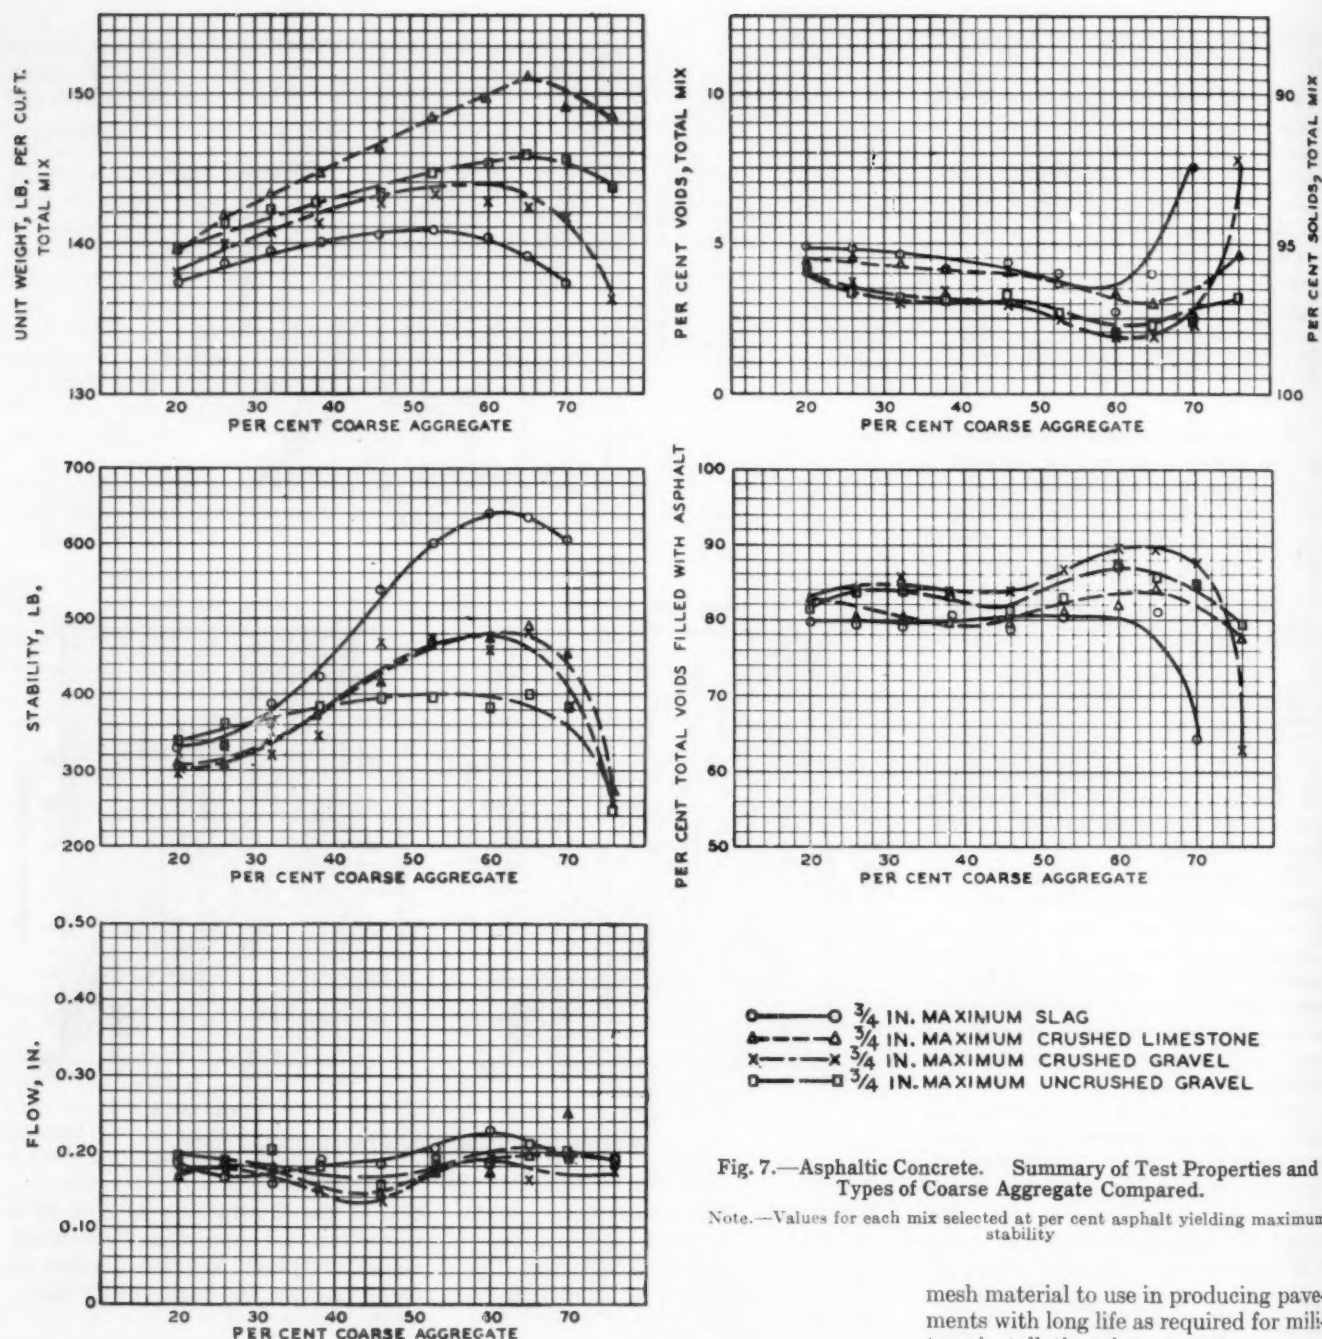 UNIT WEIGHT, LB. PER CU.FT.
TOTAL MIX
150
140
130
20 30 40 50 60 70
PER CENT COARSE AGGREGATE
PER CENT VOIDS, TOTAL MIX
10
5
0
90
95
100
PER CENT SOLIDS, TOTAL MIX
20 30 40 50 60 70
PER CENT COARSE AGGREGATE
STABILITY, LB.
700
600
500
400
300
200
20 30 40 50 60 70
PER CENT COARSE AGGREGATE
PER CENT TOTAL VOIDS FILLED WITH ASPHALT
100
90
80
70
60
50
20 30 40 50 60 70
PER CENT COARSE AGGREGATE
FLOW, IN.
0.50
0.40
0.30
0.20
0.10
0
20 30 40 50 60 70
PER CENT COARSE AGGREGATE
3/4 IN. MAXIMUM SLAG
3/4 IN. MAXIMUM CRUSHED LIMESTONE
3/4 IN. MAXIMUM CRUSHED GRAVEL
3/4 IN. MAXIMUM UNCRUSHED GRAVEL
Fig. 7.—Asphaltic Concrete. Summary of Test Properties and
Types of Coarse Aggregate Compared.
Note.—Values for each mix selected at per cent asphalt yielding maximum
stability
mesh material to use in producing pave-
ments with long life as required for mili-